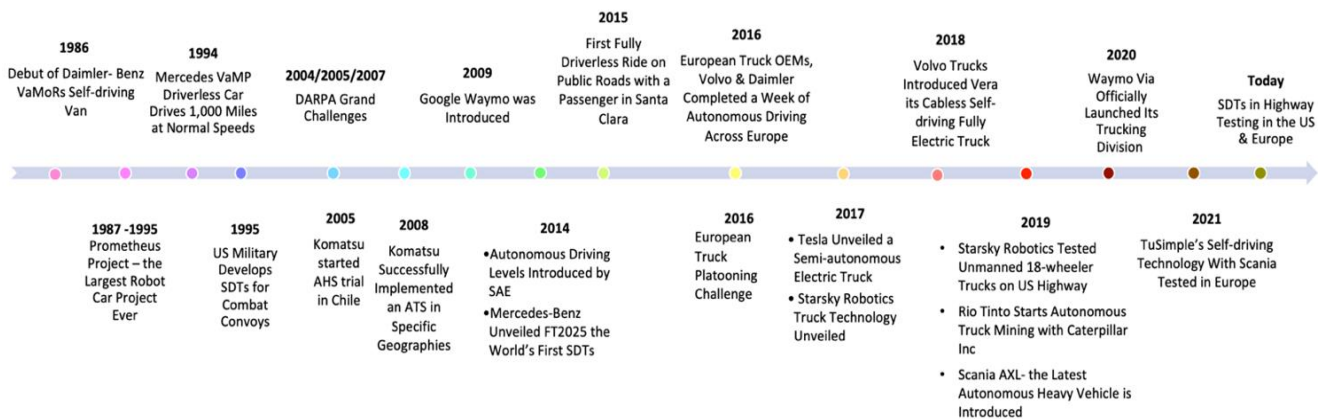 1986
Debut of Daimler- Benz
VaMoRs Self-driving
Van
1994
Mercedes VaMP
Driverless Car
Drives 1,000 Miles
at Normal Speeds
2004/2005/2007
DARPA Grand
Challenges
2009
Google Waymo was
Introduced
2015
First Fully
Driverless Ride on
Public Roads with a
Passenger in Santa
Clara
2016
European Truck OEMs,
Volvo & Daimler
Completed a Week of
Autonomous Driving
Across Europe
2018
Volvo Trucks
Introduced Vera
its Cabless Self-
driving Fully
Electric Truck
2020
Waymo Via
Officially
Launched Its
Trucking
Division
Today
SDTs in Highway
Testing in the US
& Europe
1987 -1995
Prometheus
Project – the
Largest Robot
Car Project
Ever
1995
US Military
Develops
SDTs for
Combat
Convoys
2005
Komatsu
started
AHS trial
in Chile
2008
Komatsu
Successfully
Implemented
an ATS in
Specific
Geographies
2014
•Autonomous Driving
Levels Introduced by
SAE
•Mercedes-Benz
Unveiled FT2025 the
World's First SDTs
2016
European
Truck
Platooning
Challenge
2017
• Tesla Unveiled a
Semi-autonomous
Electric Truck
• Starsky Robotics
Truck Technology
Unveiled
2019
• Starsky Robotics Tested
Unmanned 18-wheeler
Trucks on US Highway
• Rio Tinto Starts Autonomous
Truck Mining with Caterpillar
Inc
• Scania AXL- the Latest
Autonomous Heavy Vehicle is
Introduced
2021
TuSimple's Self-driving
Technology With Scania
Tested in Europe